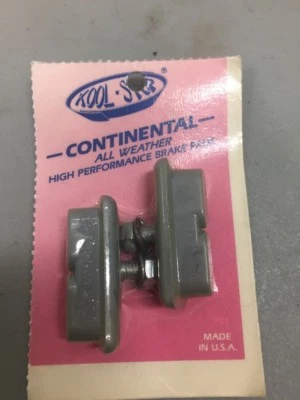 KOOL·STOP
CONTINENTAL
ALL WEATHER
HIGH PERFORMANCE BRAKE PADS
MADE
IN U.S.A.